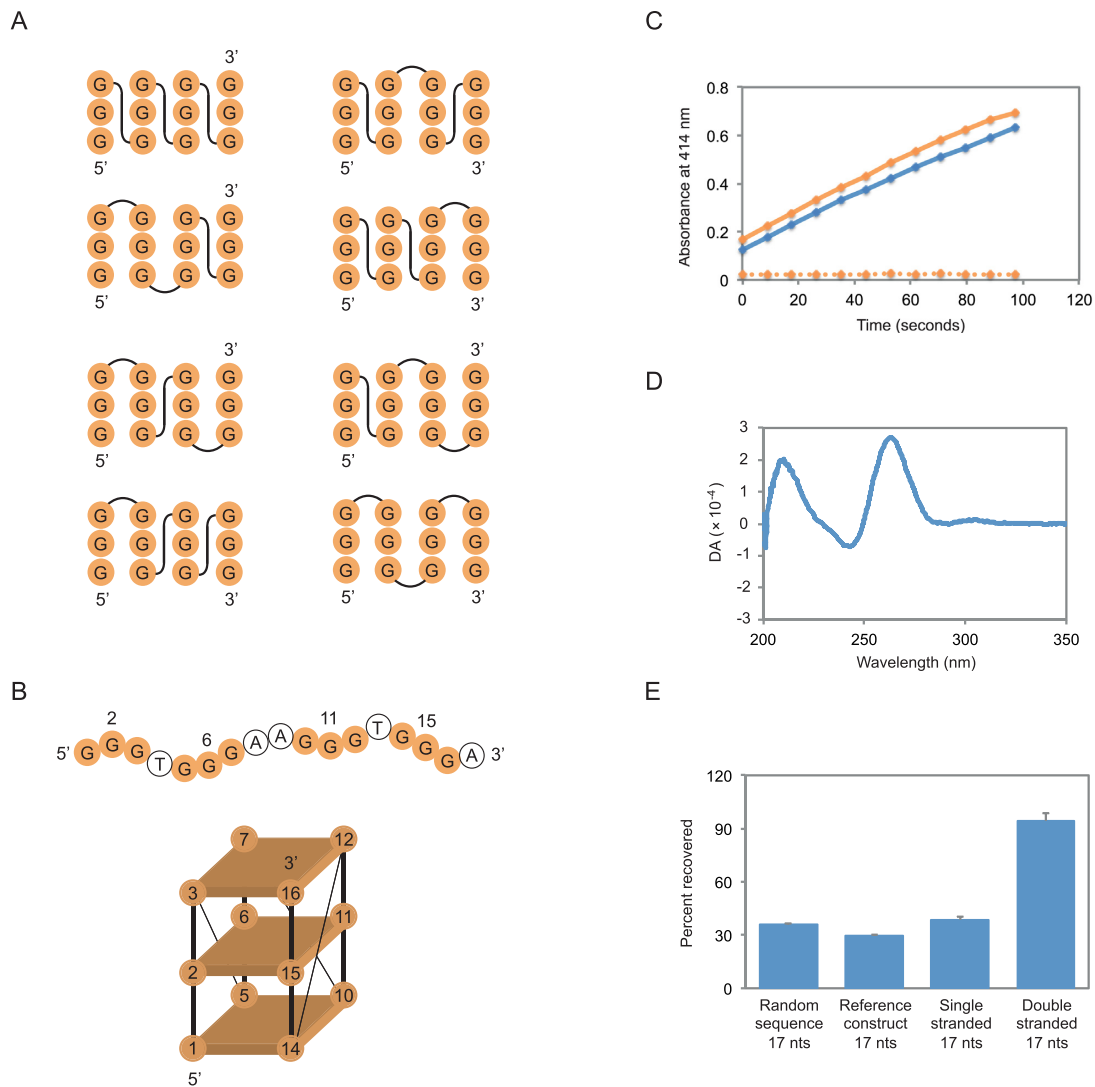 A
3’
G G G G
G G G G
G G G G
5’
G G G G
G G G G
G G G G
5’ 3’
3’
G G G G
G G G G
G G G G
5’
G G G G
G G G G
G G G G
5’ 3’
3’
G G G G
G G G G
G G G G
5’
3’
G G G G
G G G G
G G G G
5’
G G G G
G G G G
G G G G
5’ 3’
G G G G
G G G G
G G G G
5’ 3’
B
2 6 11 15
5’ G G G T G G G A A G G G T G G G A 3’
7 12
3’
3 16
6 11
2 15
5 10
1 14
5’
C
Absorbance at 414 nm
0.8
0.6
0.4
0.2
0
0 20 40 60 80 100 120
Time (seconds)
D
DA (× 10-4)
3
2
1
0
-1
-2
-3
200 250 300 350
Wavelength (nm)
E
Percent recovered
120
90
60
30
0
Random
sequence
17 nts
Reference
construct
17 nts
Single
stranded
17 nts
Double
stranded
17 nts